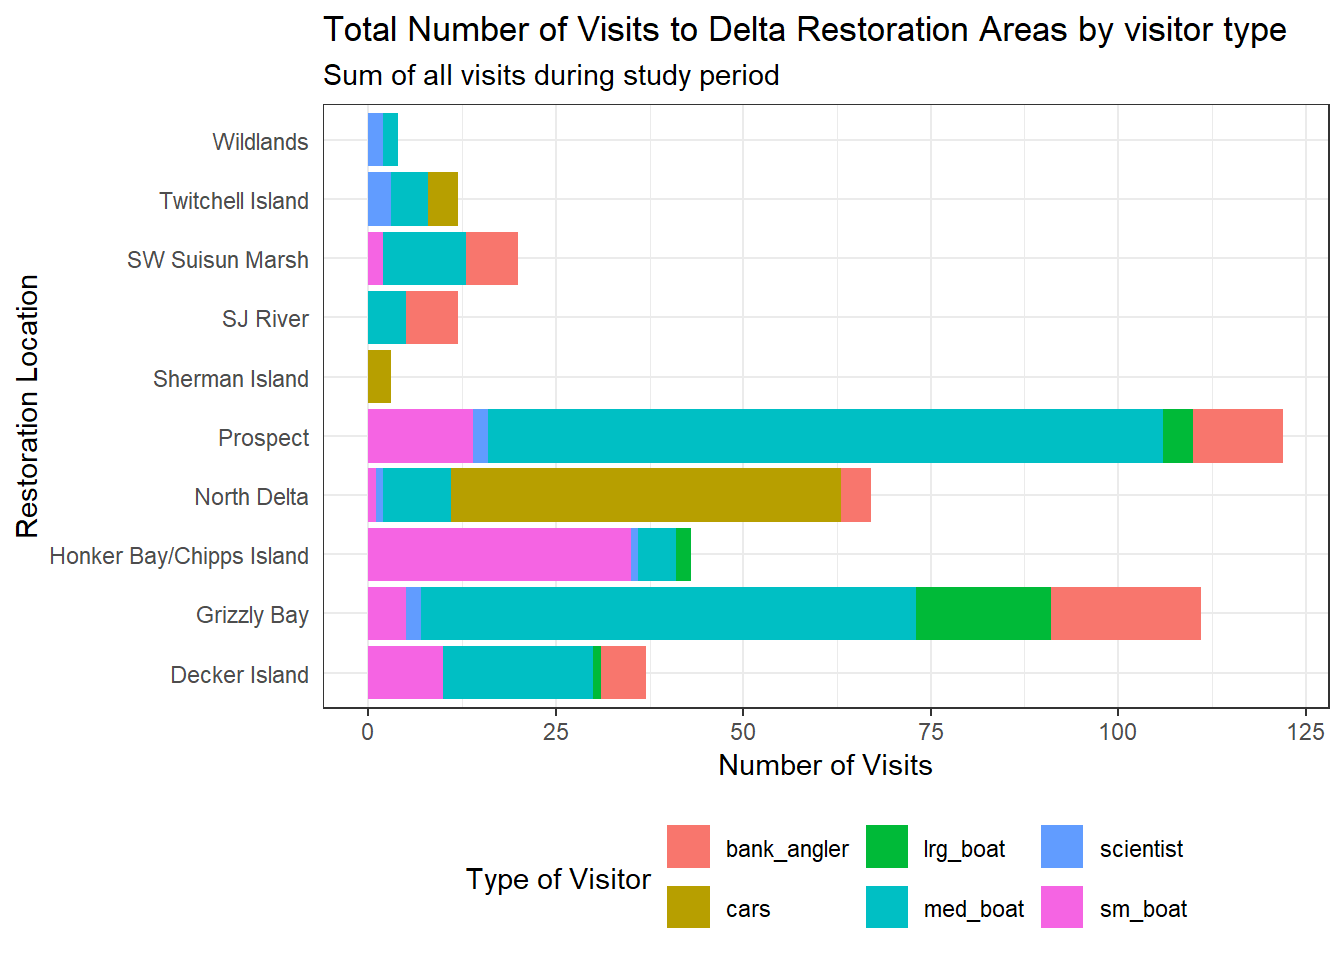 Total Number of Visits to Delta Restoration Areas by visitor type
Sum of all visits during study period
Restoration Location
Wildlands
Twitchell Island
SW Suisun Marsh
SJ River
Sherman Island
Prospect
North Delta
Honker Bay/Chipps Island
Grizzly Bay
Decker Island
0 25 50 75 100 125
Number of Visits
Type of Visitor
bank_angler lrg_boat scientist
cars med_boat sm_boat